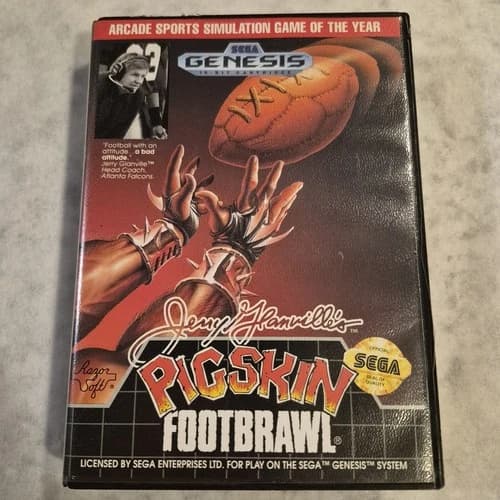 ARCADE SPORTS SIMULATION GAME OF THE YEAR
SEGA
GENESIS
16-BIT CARTRIDGE
"Football with an
attitude...a bad
attitude."
Jerry Glanville™
Head Coach,
Atlanta Falcons.
Jerry Glanville's™
PIGSKIN
FOOTBRAWL®
Razor
Soft®
OFFICIAL
SEGA
SEAL OF
QUALITY
LICENSED BY SEGA ENTERPRISES LTD. FOR PLAY ON THE SEGA™ GENESIS™ SYSTEM